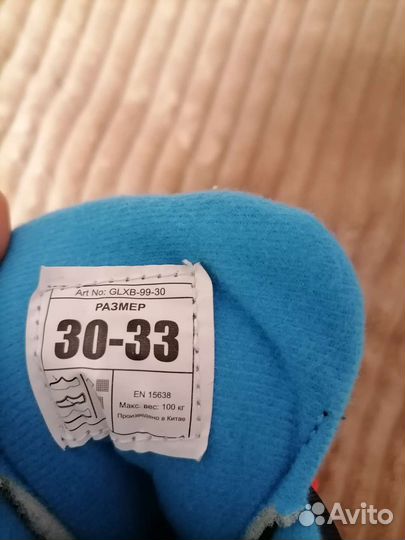 Art No: GLXB-99-30
РАЗМЕР
30-33
EN 15638
Макс. вес: 100 кг
Произведено в Китае
Avito